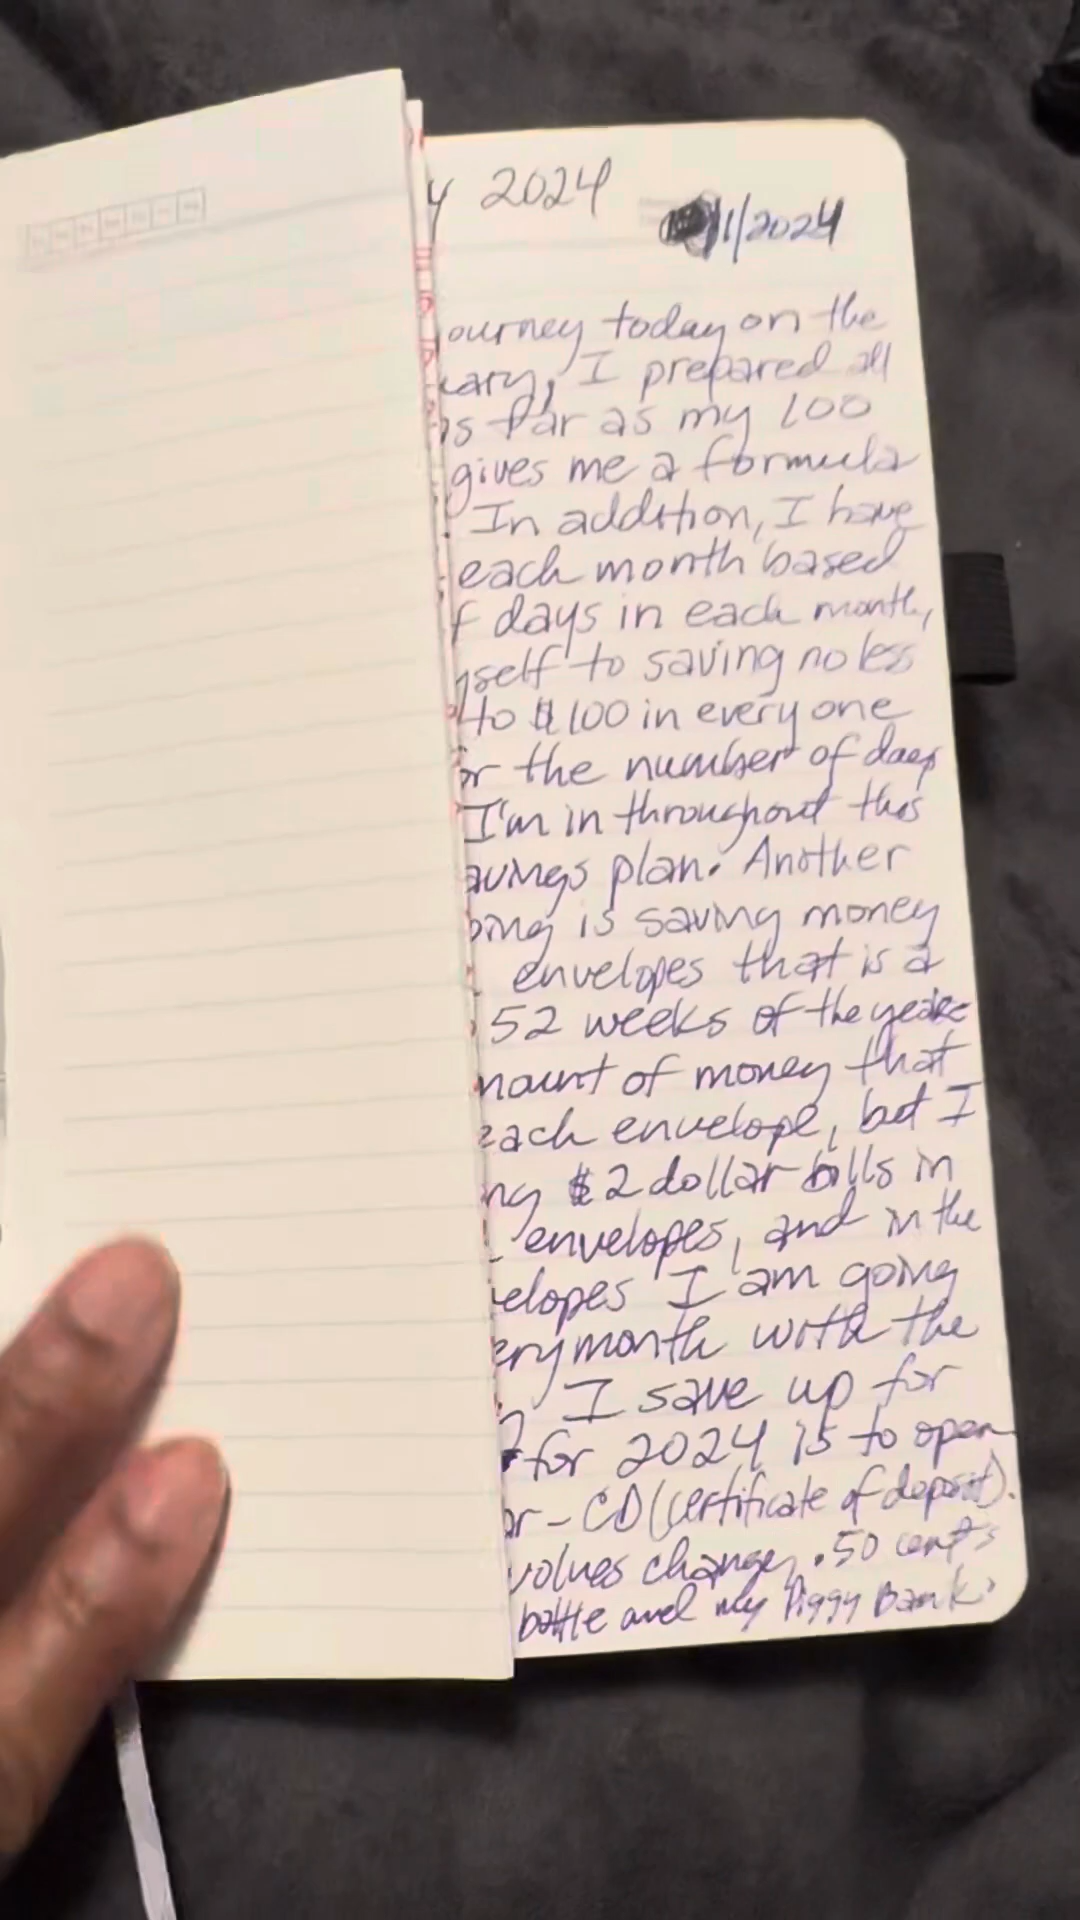 y 2024
/1/2024
ourney today on the
uary, I prepared all
as far as my 100
gives me a formula
In addition, I have
each month based
f days in each month,
yself to saving no less
to $100 in every one
or the number of days
I'm in throughout this
avings plan. Another
oing is saving money
envelopes that is a
52 weeks of the year
mount of money that
each envelope, but I
ng $2 dollar bills in
envelopes, and in the
velopes I am going
ery month with the
I save up for
for 2024 is to open
or - CD (certificate of deposit).
volves change, .50 cents
bottle and my Piggy Bank.